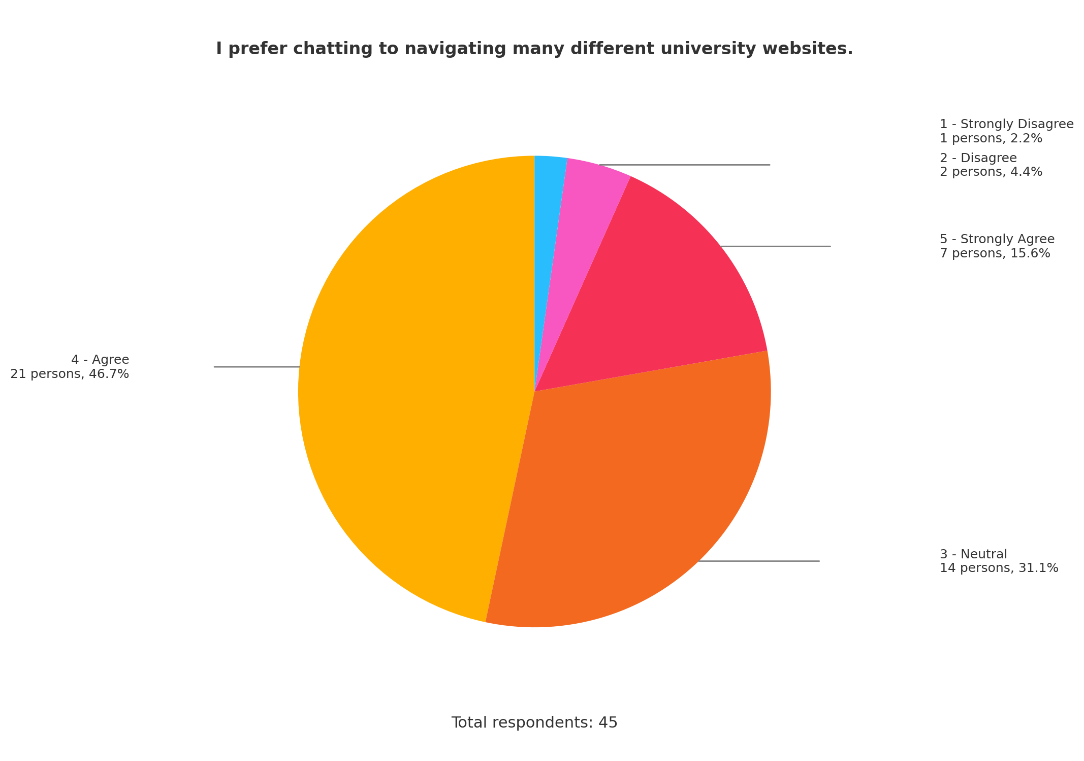 I prefer chatting to navigating many different university websites.
1 - Strongly Disagree
1 persons, 2.2%
2 - Disagree
2 persons, 4.4%
5 - Strongly Agree
7 persons, 15.6%
4 - Agree
21 persons, 46.7%
3 - Neutral
14 persons, 31.1%
Total respondents: 45